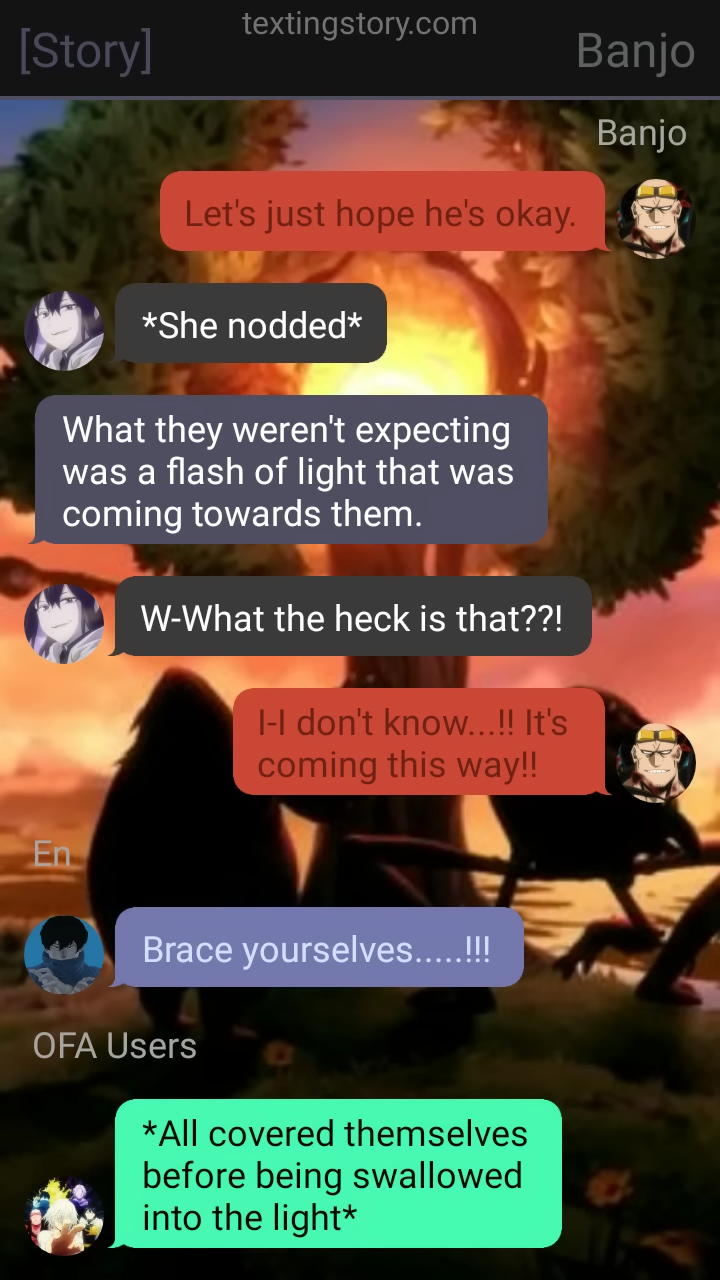 textingstory.com
[Story]
Banjo
Banjo
Let's just hope he's okay.
*She nodded*
What they weren't expecting
was a flash of light that was
coming towards them.
W-What the heck is that??!
I-I don't know...!! It's
coming this way!!
En
Brace yourselves.....!!!
OFA Users
*All covered themselves
before being swallowed
into the light*